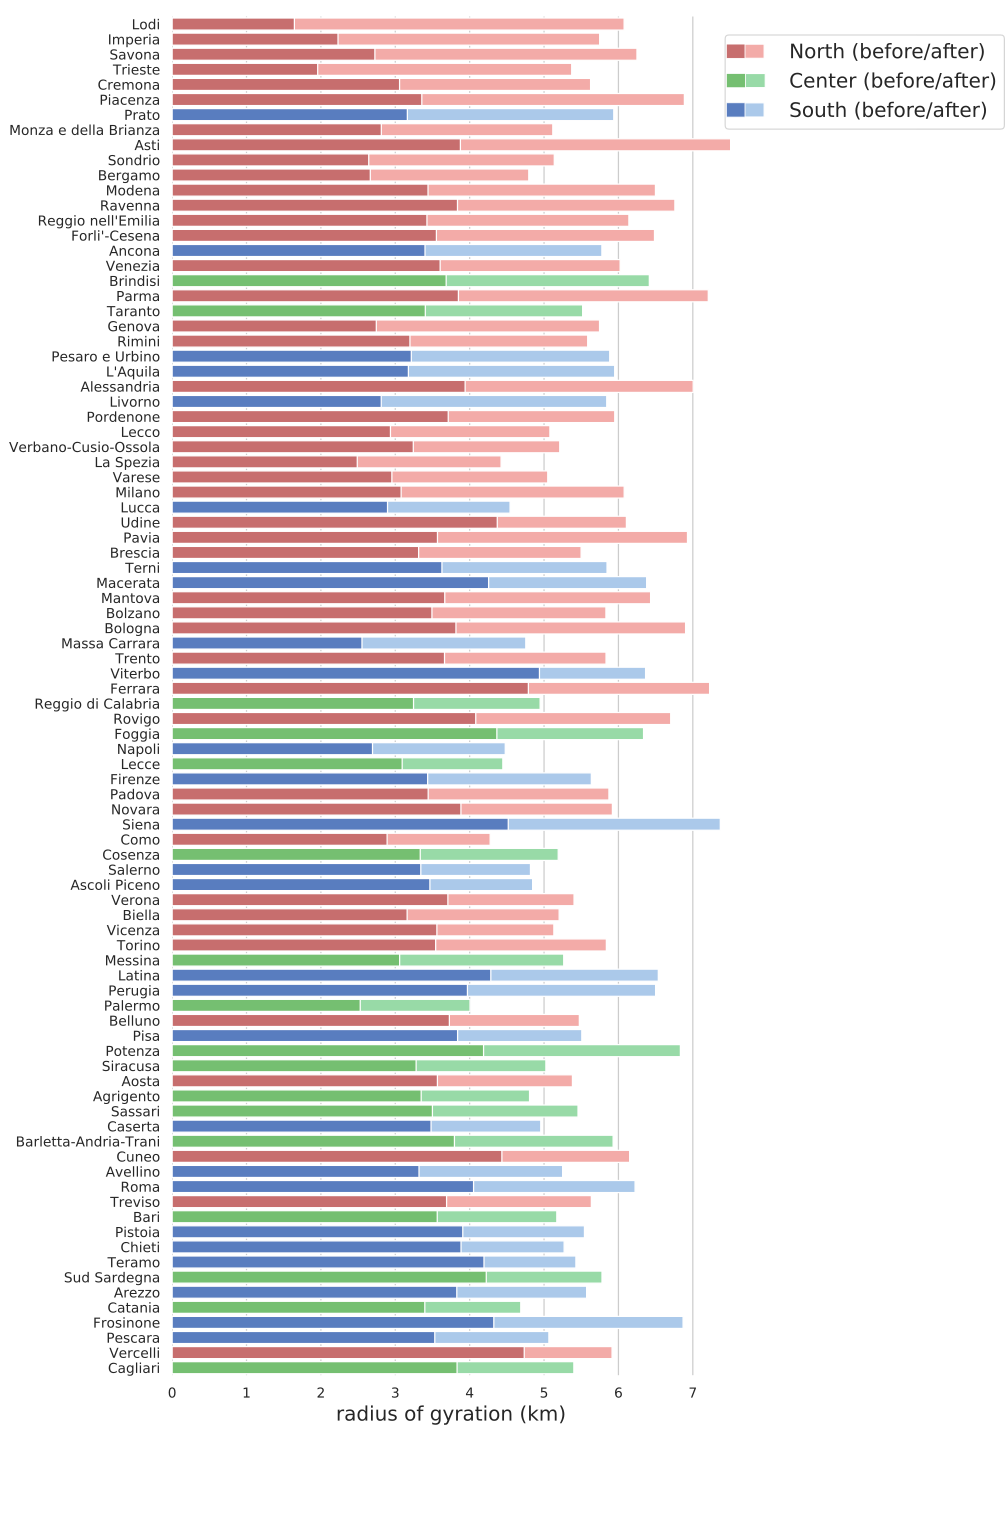 Lodi
Imperia
Savona
Trieste
Cremona
Piacenza
Prato
Monza e della Brianza
Asti
Sondrio
Bergamo
Modena
Ravenna
Reggio nell'Emilia
Forli'-Cesena
Ancona
Venezia
Brindisi
Parma
Taranto
Genova
Rimini
Pesaro e Urbino
L'Aquila
Alessandria
Livorno
Pordenone
Lecco
Verbano-Cusio-Ossola
La Spezia
Varese
Milano
Lucca
Udine
Pavia
Brescia
Terni
Macerata
Mantova
Bolzano
Bologna
Massa Carrara
Trento
Viterbo
Ferrara
Reggio di Calabria
Rovigo
Foggia
Napoli
Lecce
Firenze
Padova
Novara
Siena
Como
Cosenza
Salerno
Ascoli Piceno
Verona
Biella
Vicenza
Torino
Messina
Latina
Perugia
Palermo
Belluno
Pisa
Potenza
Siracusa
Aosta
Agrigento
Sassari
Caserta
Barletta-Andria-Trani
Cuneo
Avellino
Roma
Treviso
Bari
Pistoia
Chieti
Teramo
Sud Sardegna
Arezzo
Catania
Frosinone
Pescara
Vercelli
Cagliari
0 1 2 3 4 5 6 7
radius of gyration (km)
North (before/after)
Center (before/after)
South (before/after)